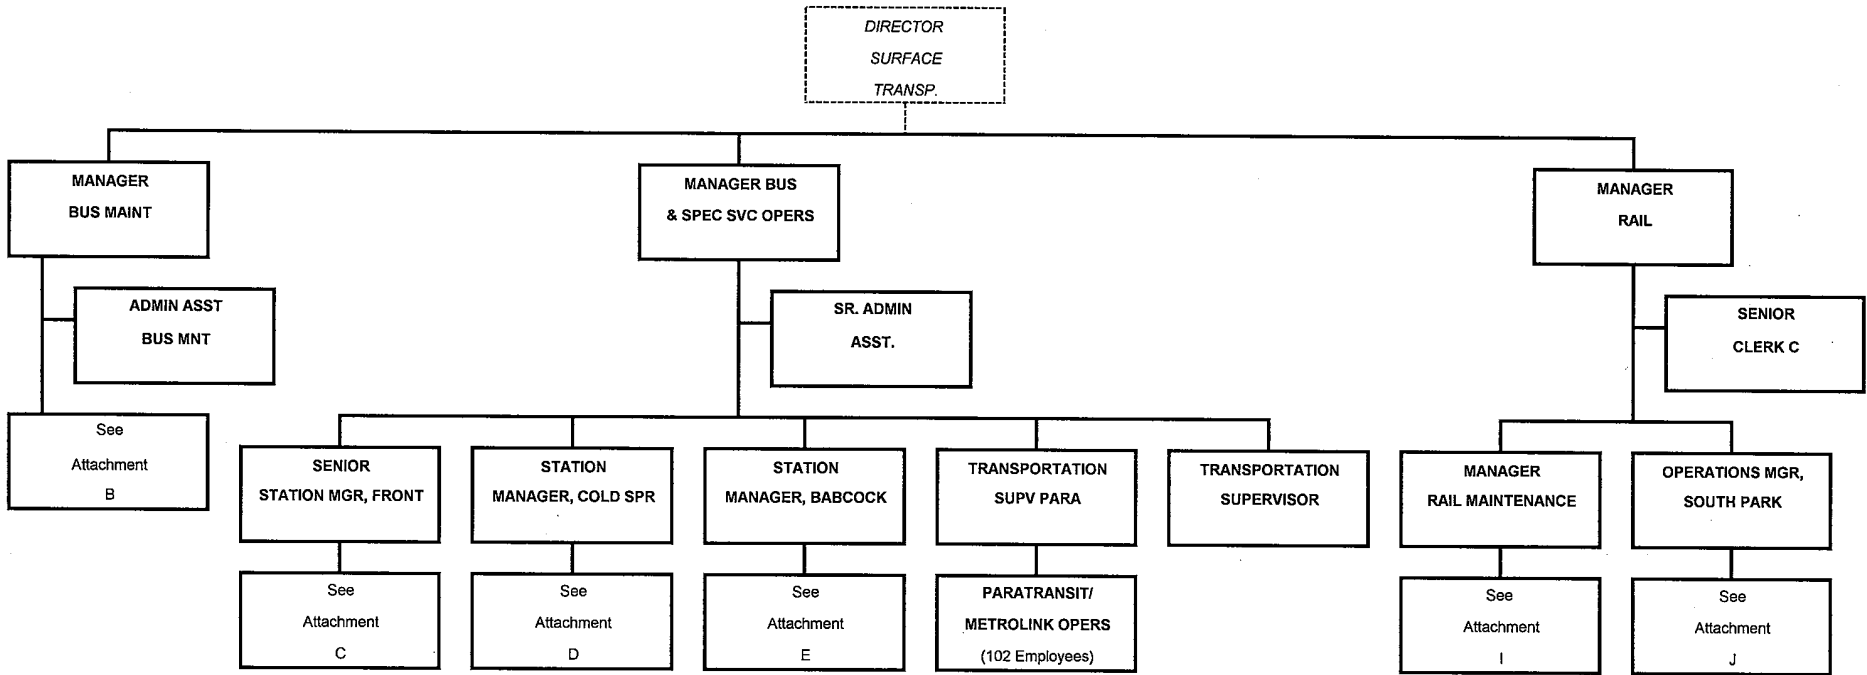 DIRECTOR
SURFACE
TRANSP.
MANAGER
BUS MAINT
MANAGER BUS
& SPEC SVC OPERS
MANAGER
RAIL
ADMIN ASST
BUS MNT
SR. ADMIN
ASST.
SENIOR
CLERK C
See
Attachment
B
SENIOR
STATION MGR, FRONT
STATION
MANAGER, COLD SPR
STATION
MANAGER, BABCOCK
TRANSPORTATION
SUPV PARA
TRANSPORTATION
SUPERVISOR
MANAGER
RAIL MAINTENANCE
OPERATIONS MGR,
SOUTH PARK
See
Attachment
C
See
Attachment
D
See
Attachment
E
PARATRANSIT/
METROLINK OPERS
(102 Employees)
See
Attachment
I
See
Attachment
J